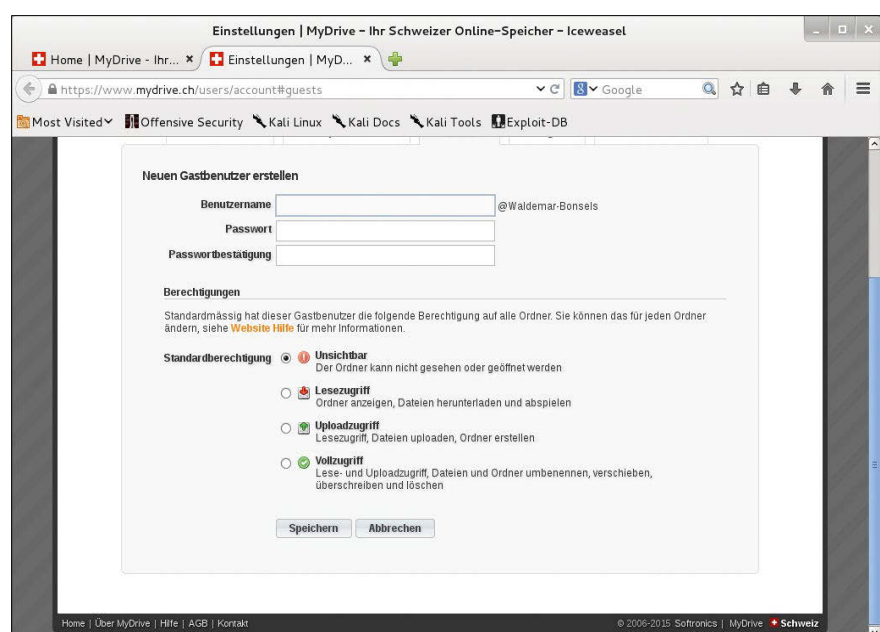 Einstellungen | MyDrive – Ihr Schweizer Online-Speicher - Iceweasel
Home | MyDrive - Ihr... Einstellungen | MyD...
https://www.mydrive.ch/users/account#guests Google
Most Visited Offensive Security Kali Linux Kali Docs Kali Tools Exploit-DB
Neuen Gastbenutzer erstellen
Benutzername @Waldemar-Bonsels
Passwort
Passwortbestätigung
Berechtigungen
Standardmässig hat dieser Gastbenutzer die folgende Berechtigung auf alle Ordner. Sie können das für jeden Ordner
ändern, siehe Website Hilfe für mehr Informationen.
Standardberechtigung Unsichtbar
Der Ordner kann nicht gesehen oder geöffnet werden
Lesezugriff
Ordner anzeigen, Dateien herunterladen und abspielen
Uploadzugriff
Lesezugriff, Dateien uploaden, Ordner erstellen
Vollzugriff
Lese- und Uploadzugriff, Dateien und Ordner umbenennen, verschieben,
überschreiben und löschen
Speichern Abbrechen
Home | Über MyDrive | Hilfe | AGB | Kontakt © 2006-2015 Softronics | MyDrive Schweiz